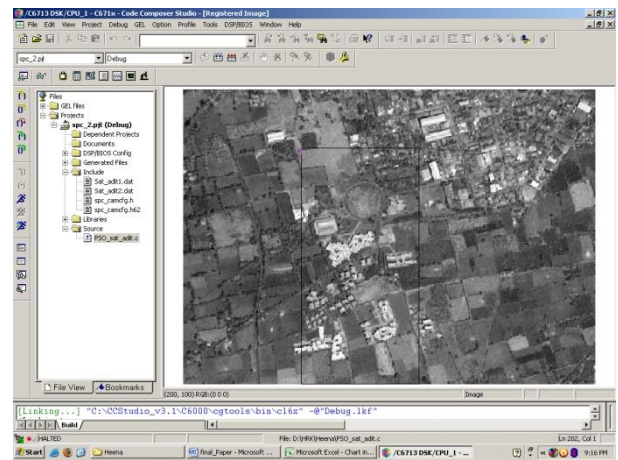 /C6713 DSK/CPU_1 - C671x - Code Composer Studio - [Registered Image]
File Edit View Project Debug GEL Option Profile Tools DSP/BIOS Window Help
spc_2.pjt Debug
Files
GEL files
Projects
spc_2.pjt (Debug)
Dependent Projects
Documents
DSP/BIOS Config
Generated Files
Include
Sat_adit1.dat
Sat_adit2.dat
spc_camcfg.h
spc_camcfg.h62
Libraries
Source
PSO_sat_adit.c
File View Bookmarks
(200, 100) RGB:(0 0 0) Image
[Linking...] "C:\CCStudio_v3.1\C6000\cgtools\bin\cl6x" -@"Debug.lkf"
Build
HALTED File: D:\HRK\Heena\PSO_sat_adit.c Ln 202, Col 1
Start Heena final_Paper - Microsoft ... Microsoft Excel - Chart in... /C6713 DSK/CPU_1 - ... 9:16 PM